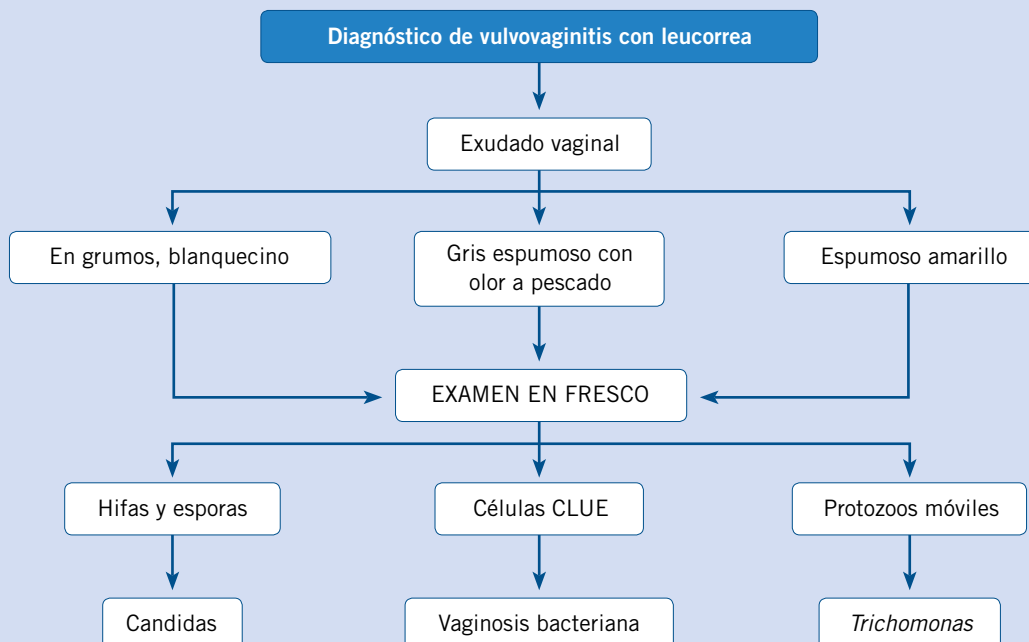 Diagnóstico de vulvovaginitis con leucorrea
Exudado vaginal
En grumos, blanquecino
Gris espumoso con
olor a pescado
Espumoso amarillo
EXAMEN EN FRESCO
Hifas y esporas
Células CLUE
Protozoos móviles
Candidas
Vaginosis bacteriana
Trichomonas